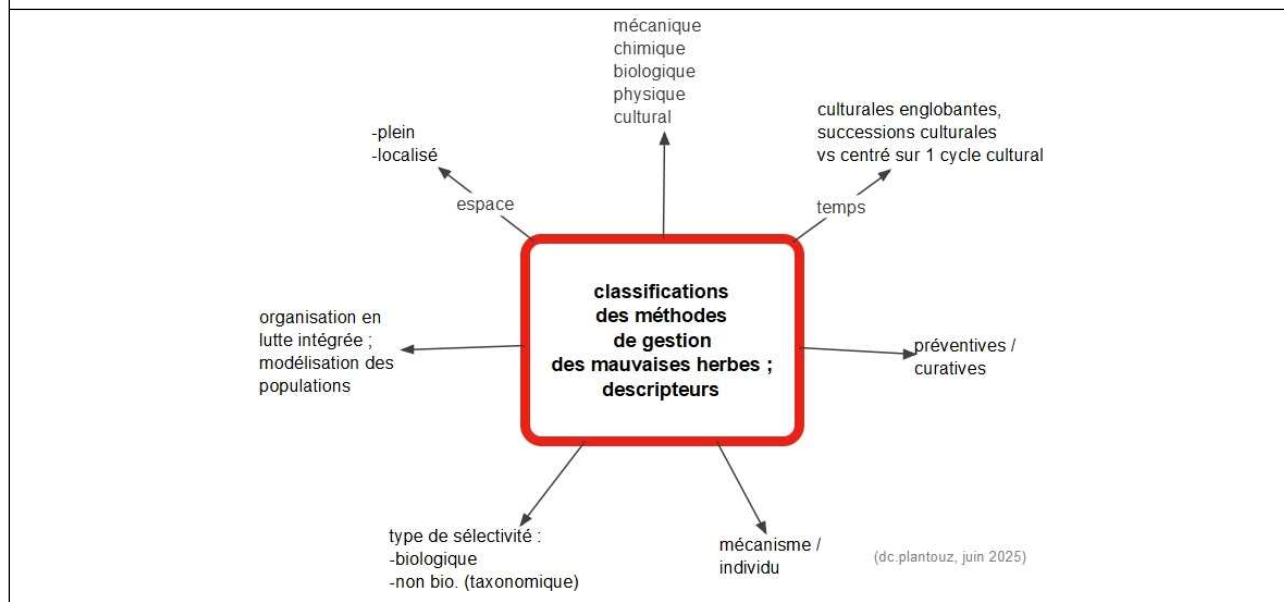 mécanique
chimique
biologique
physique
cultural
culturales englobantes,
successions culturales
vs centré sur 1 cycle cultural
-plein
-localisé
espace
temps
classifications
des méthodes
de gestion
des mauvaises herbes ;
descripteurs
organisation en
lutte intégrée ;
modélisation des
populations
préventives /
curatives
type de sélectivité :
-biologique
-non bio. (taxonomique)
mécanisme /
individu
(dc.plantouz, juin 2025)